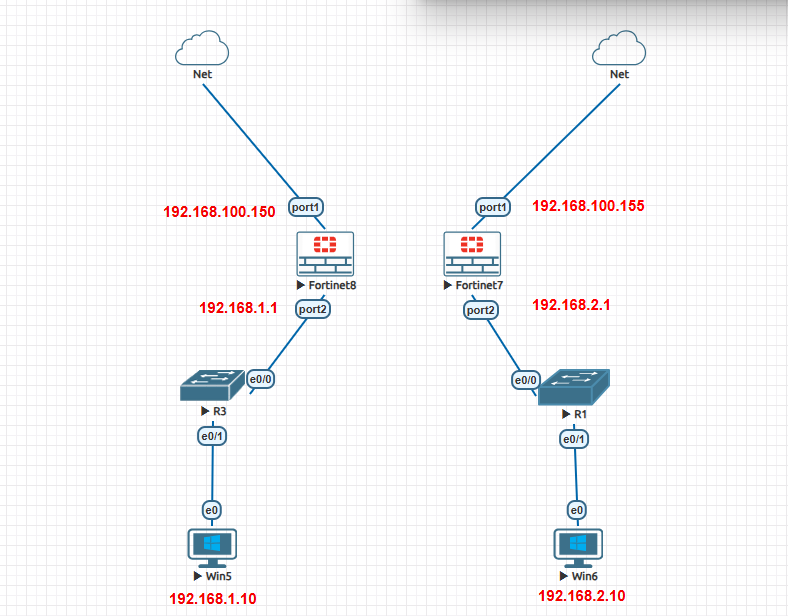 Net
Net
port1
port1
192.168.100.150
192.168.100.155
Fortinet8
Fortinet7
192.168.1.1
port2
port2
192.168.2.1
e0/0
e0/0
R3
R1
e0/1
e0/1
e0
e0
Win5
Win6
192.168.1.10
192.168.2.10